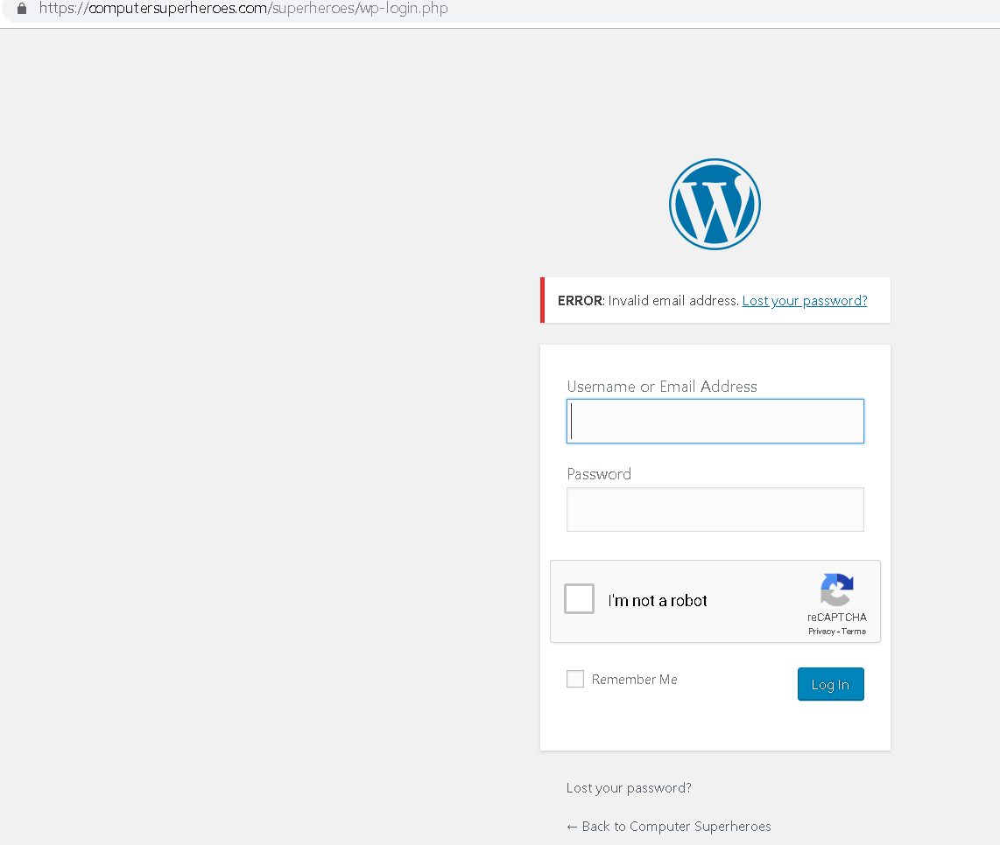 https://computersuperheroes.com/superheroes/wp-login.php
ERROR: Invalid email address. Lost your password?
Username or Email Address
Password
I'm not a robot
reCAPTCHA
Privacy - Terms
Remember Me
Log In
Lost your password?
← Back to Computer Superheroes